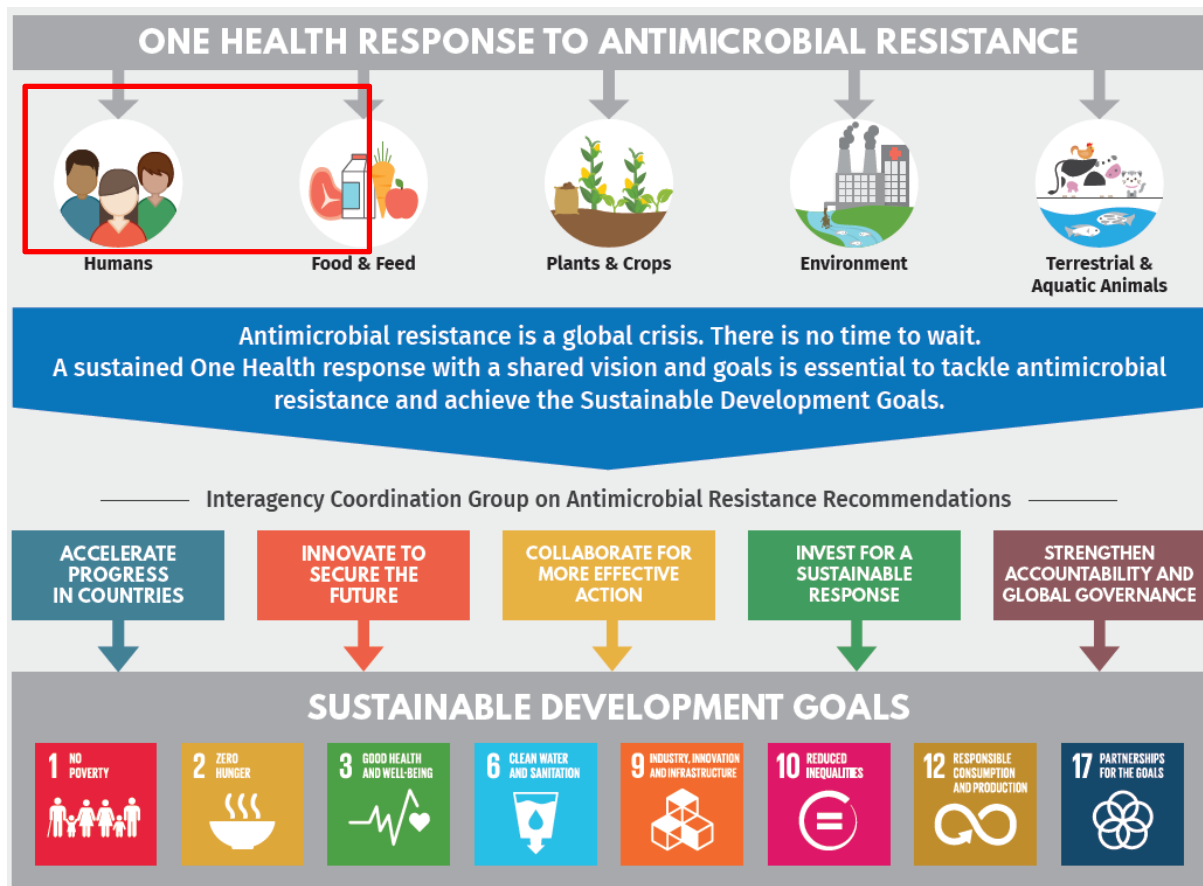 ONE HEALTH RESPONSE TO ANTIMICROBIAL RESISTANCE
Humans
Food & Feed
Plants & Crops
Environment
Terrestrial &
Aquatic Animals
Antimicrobial resistance is a global crisis. There is no time to wait.
A sustained One Health response with a shared vision and goals is essential to tackle antimicrobial
resistance and achieve the Sustainable Development Goals.
Interagency Coordination Group on Antimicrobial Resistance Recommendations
ACCELERATE
PROGRESS
IN COUNTRIES
INNOVATE TO
SECURE THE
FUTURE
COLLABORATE FOR
MORE EFFECTIVE
ACTION
INVEST FOR A
SUSTAINABLE
RESPONSE
STRENGTHEN
ACCOUNTABILITY AND
GLOBAL GOVERNANCE
SUSTAINABLE DEVELOPMENT GOALS
1 NO
POVERTY
2 ZERO
HUNGER
3 GOOD HEALTH
AND WELL-BEING
6 CLEAN WATER
AND SANITATION
9 INDUSTRY, INNOVATION
AND INFRASTRUCTURE
10 REDUCED
INEQUALITIES
12 RESPONSIBLE
CONSUMPTION
AND PRODUCTION
17 PARTNERSHIPS
FOR THE GOALS